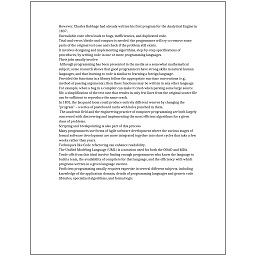 However, Charles Babbage had already written his first program for the Analytical Engine in
1837.
Unreadable code often leads to bugs, inefficiencies, and duplicated code.
Trial-and-error/divide-and-conquer is needed: the programmer will try to remove some
parts of the original test case and check if the problem still exists.
It involves designing and implementing algorithms, step-by-step specifications of
procedures, by writing code in one or more programming languages.
Their jobs usually involve:
Although programming has been presented in the media as a somewhat mathematical
subject, some research shows that good programmers have strong skills in natural human
languages, and that learning to code is similar to learning a foreign language.
Provided the functions in a library follow the appropriate run-time conventions (e.g.,
method of passing arguments), then these functions may be written in any other language.
For example, when a bug in a compiler can make it crash when parsing some large source
file, a simplification of the test case that results in only few lines from the original source file
can be sufficient to reproduce the same crash.
In 1801, the Jacquard loom could produce entirely different weaves by changing the
"program" – a series of pasteboard cards with holes punched in them.
The academic field and the engineering practice of computer programming are both largely
concerned with discovering and implementing the most efficient algorithms for a given
class of problems.
Scripting and breakpointing is also part of this process.
Many programmers use forms of Agile software development where the various stages of
formal software development are more integrated together into short cycles that take a few
weeks rather than years.
Techniques like Code refactoring can enhance readability.
The Unified Modeling Language (UML) is a notation used for both the OOAD and MDA.
Trade-offs from this ideal involve finding enough programmers who know the language to
build a team, the availability of compilers for that language, and the efficiency with which
programs written in a given language execute.
Proficient programming usually requires expertise in several different subjects, including
knowledge of the application domain, details of programming languages and generic code
libraries, specialized algorithms, and formal logic.